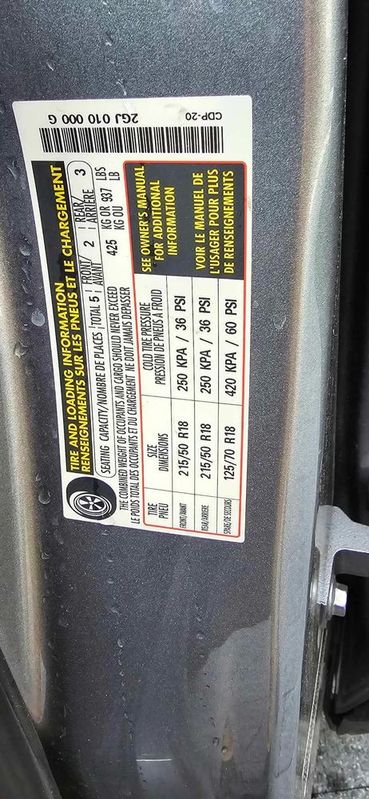 2GJ 010 000 G
CDP-20
TIRE AND LOADING INFORMATION
RENSEIGNEMENTS SUR LES PNEUS ET LE CHARGEMENT
SEATING CAPACITY/NOMBRE DE PLACES TOTAL 5 FRONT/AVANT 2 REAR/ARRIÈRE 3
THE COMBINED WEIGHT OF OCCUPANTS AND CARGO SHOULD NEVER EXCEED 425 KG OR 937 LBS
LE POIDS TOTAL DES OCCUPANTS ET DU CHARGEMENT NE DOIT JAMAIS DEPASSER KG OU LB
TIRE SIZE COLD TIRE PRESSURE
PNEU DIMENSIONS PRESSION DE PNEUS À FROID
FRONT/AVANT 215/50 R18 250 KPA / 36 PSI
REAR/ARRIÈRE 215/50 R18 250 KPA / 36 PSI
SPARE/DE SECOURS 125/70 R18 420 KPA / 60 PSI
SEE OWNER'S MANUAL
FOR ADDITIONAL
INFORMATION
VOIR LE MANUEL DE
L'USAGER POUR PLUS
DE RENSEIGNEMENTS